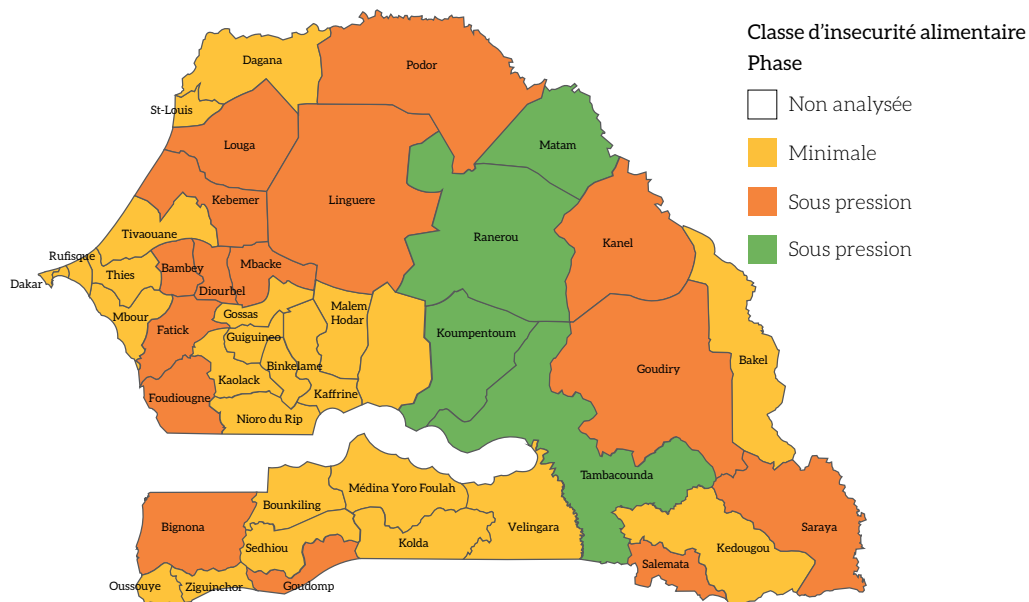 Classe d'insecurité alimentaire
Phase
Non analysée
Minimale
Sous pression
Sous pression
Dagana
Podor
St-Louis
Louga
Matam
Kebemer
Linguere
Tivaouane
Ranerou
Kanel
Rufisque
Dakar
Thies
Bambey
Mbacke
Diourbel
Mbour
Gossas
Malem
Hodar
Fatick
Guiguineo
Koumpentoum
Bakel
Binkelame
Goudiry
Kaolack
Foudiougne
Kaffrine
Nioro du Rip
Tambacounda
Médina Yoro Foulah
Bounkiling
Bignona
Velingara
Saraya
Kolda
Sedhiou
Kedougou
Salemata
Oussouye
Ziguinchor
Goudomp